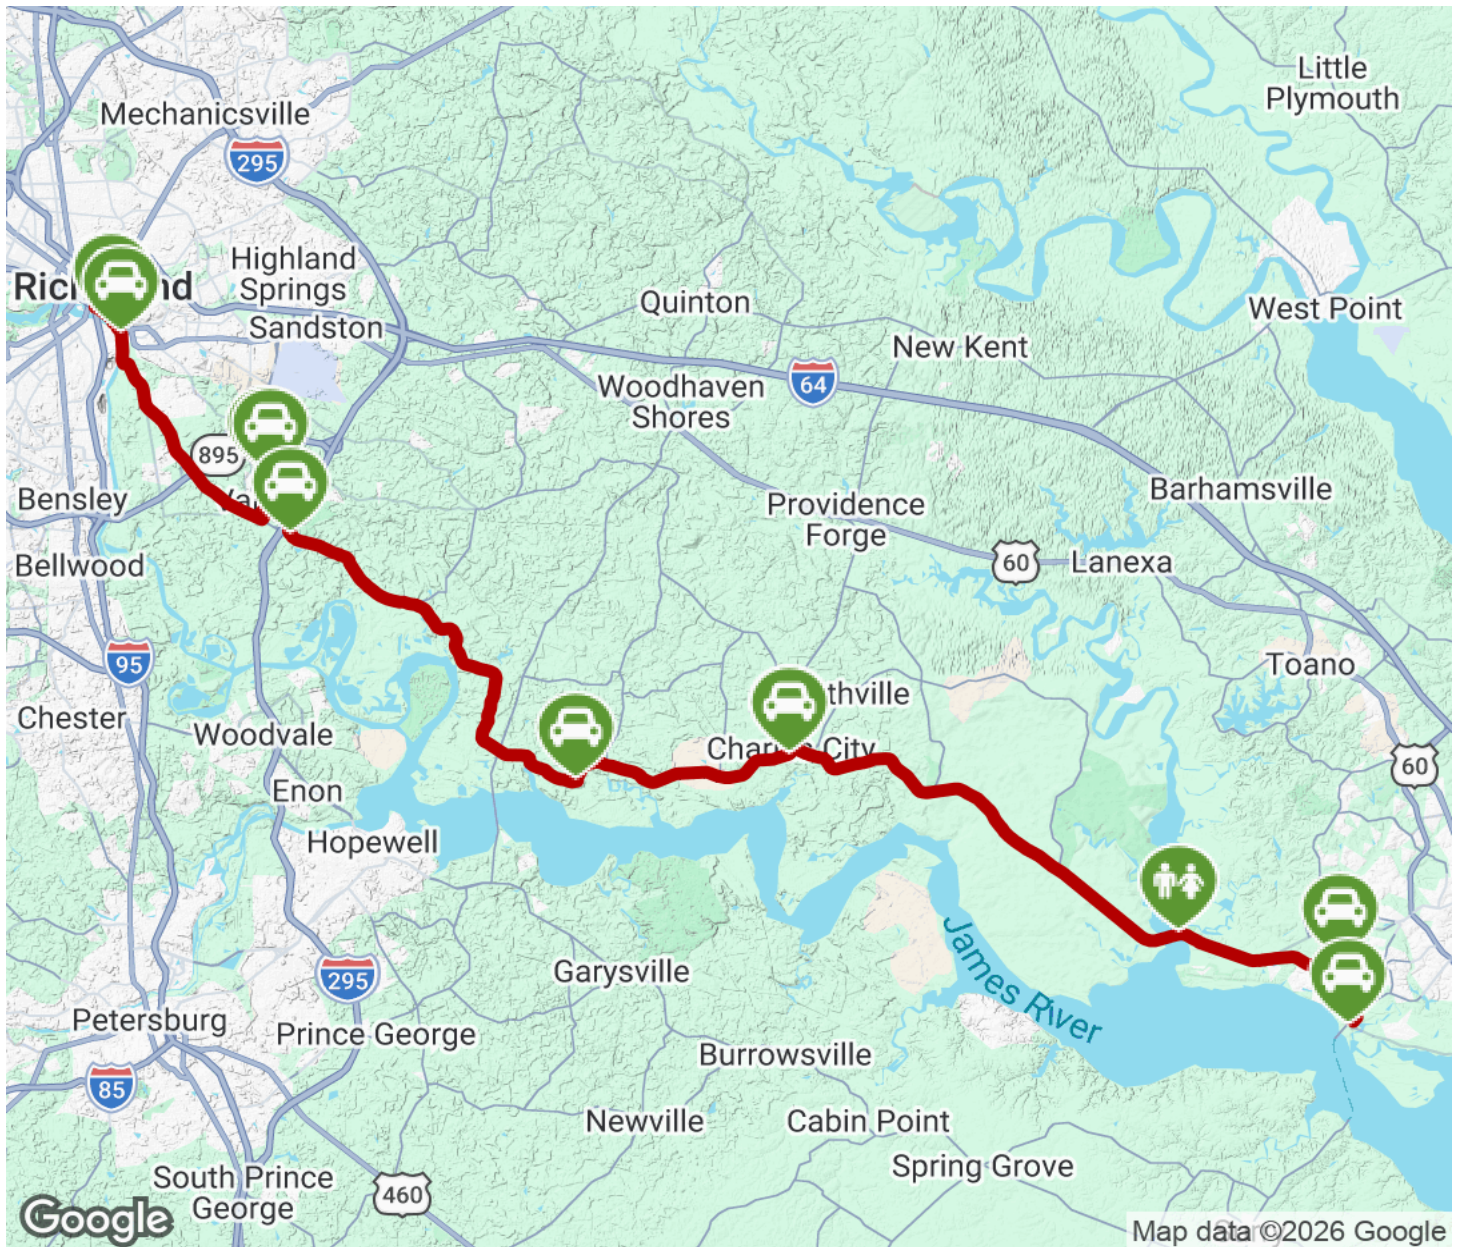 Little
Plymouth
Mechanicsville
295
Highland
Springs
Sandston
Quinton
West Point
New Kent
Woodhaven
Shores
64
895
Bensley
Barhamsville
Providence
Forge
60
Lanexa
Bellwood
95
Toano
Chester
Woodvale
Charles City
60
Enon
Hopewell
James River
Garysville
295
Petersburg
Prince George
Burrowsville
85
Newville
Cabin Point
Spring Grove
South Prince
George
460
Google
Map data ©2026 Google